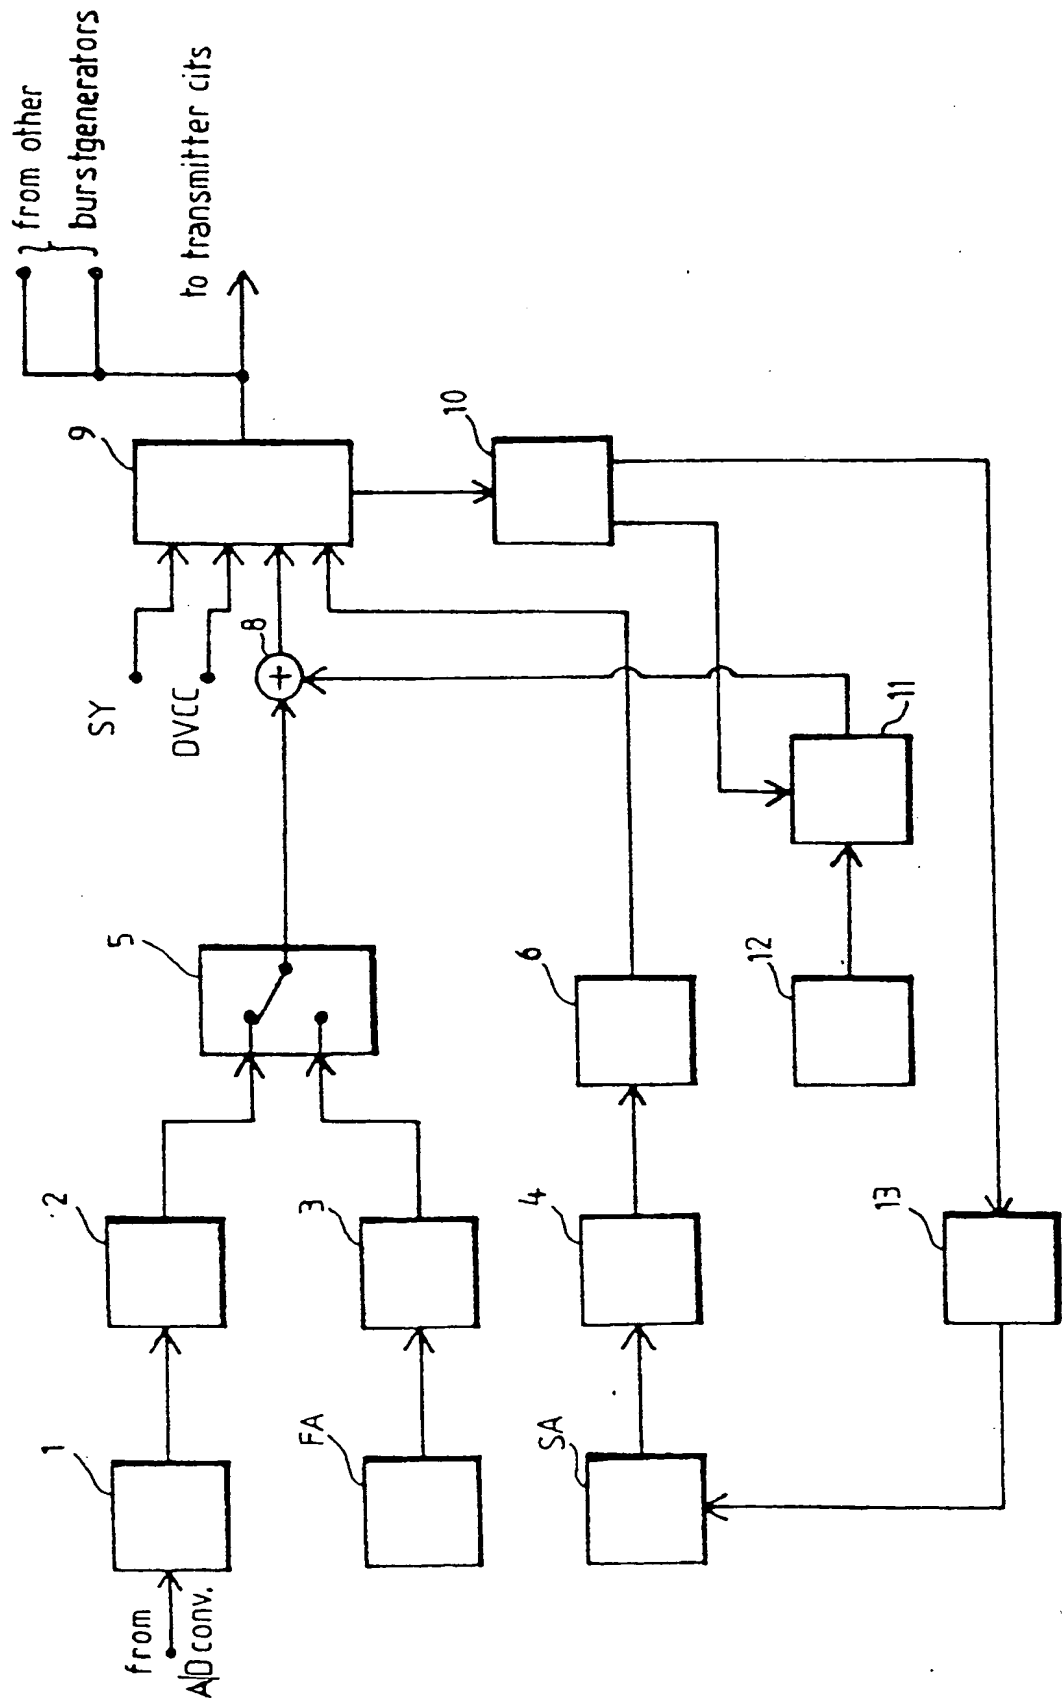 from other
burstgenerators
to transmitter cits
9
10
SY
DVCC
8
11
5
6
12
2
3
4
13
1
FA
SA
from
A/D conv.